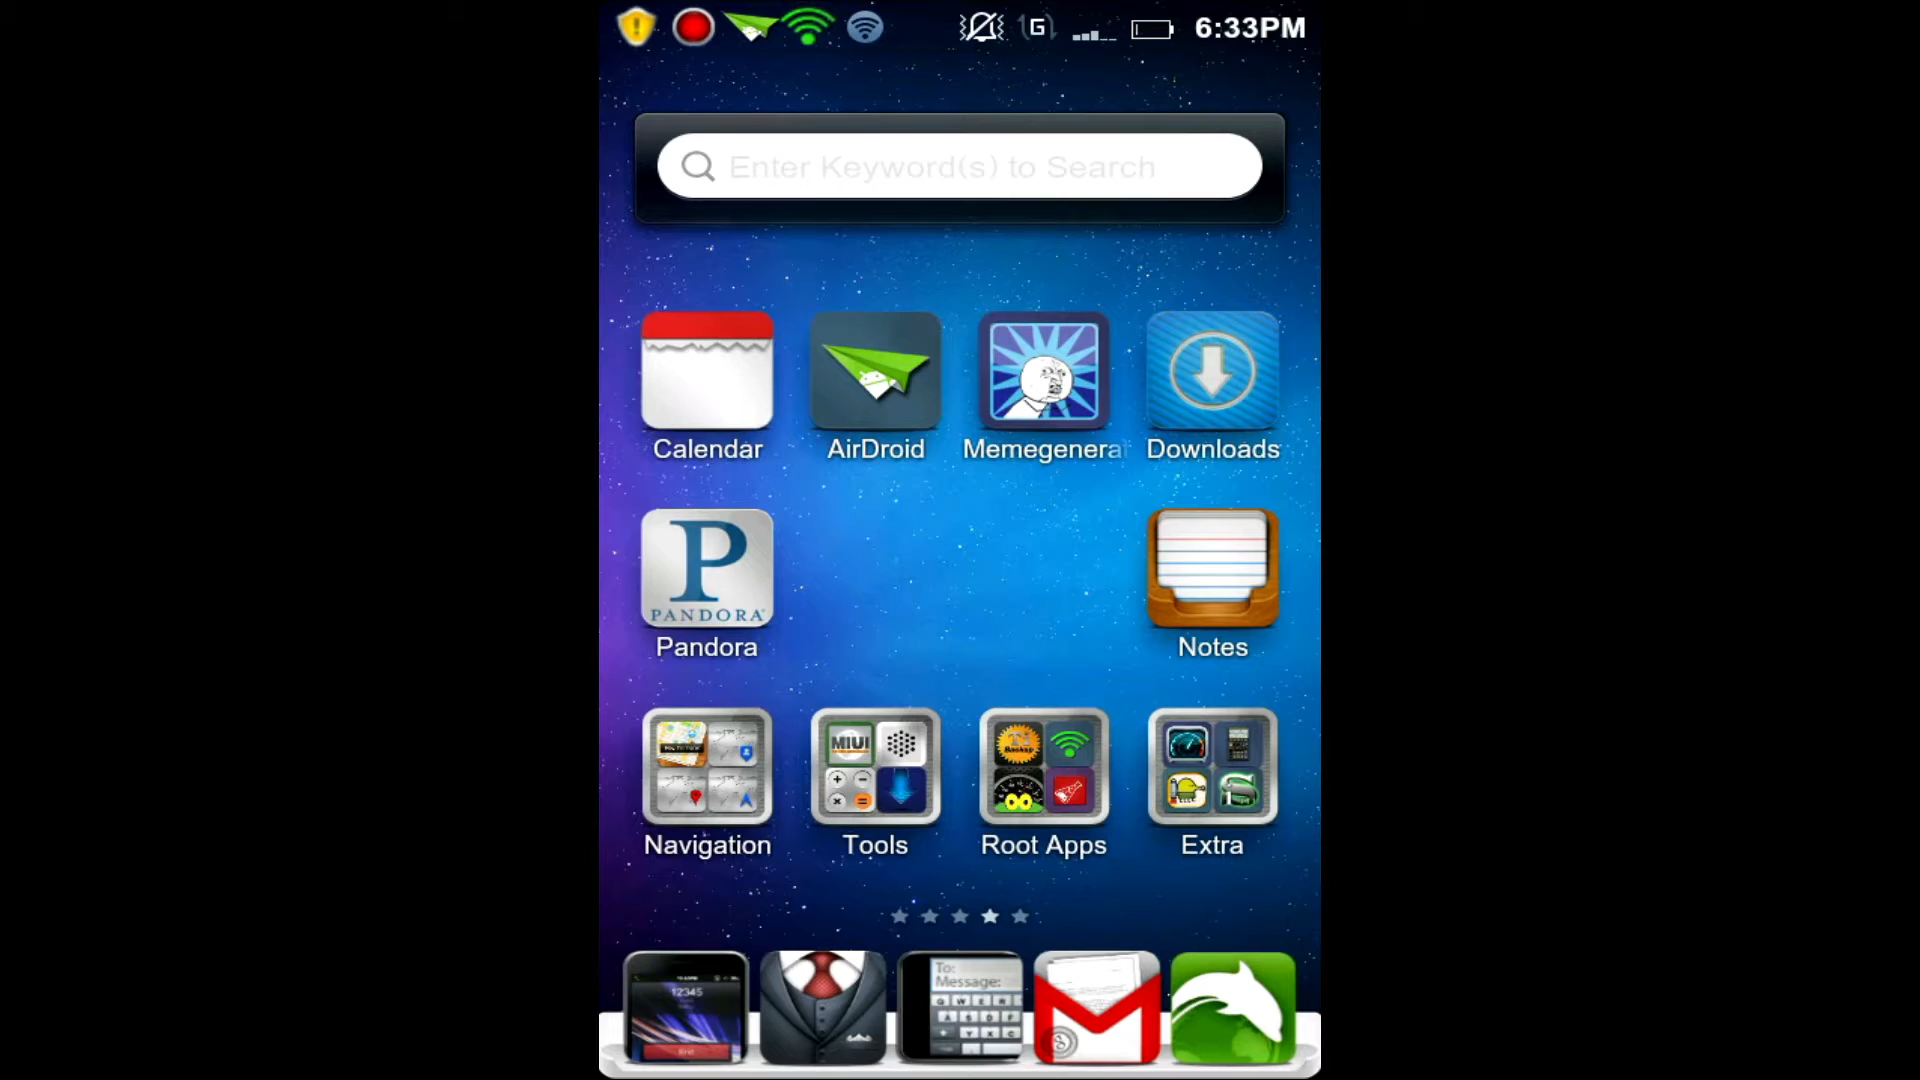 G 6:33PM
Enter Keyword(s) to Search
Calendar AirDroid Memegenera Downloads
PANDORA
Pandora Notes
MIUI
Navigation Tools Root Apps Extra
12345
To:
Message: